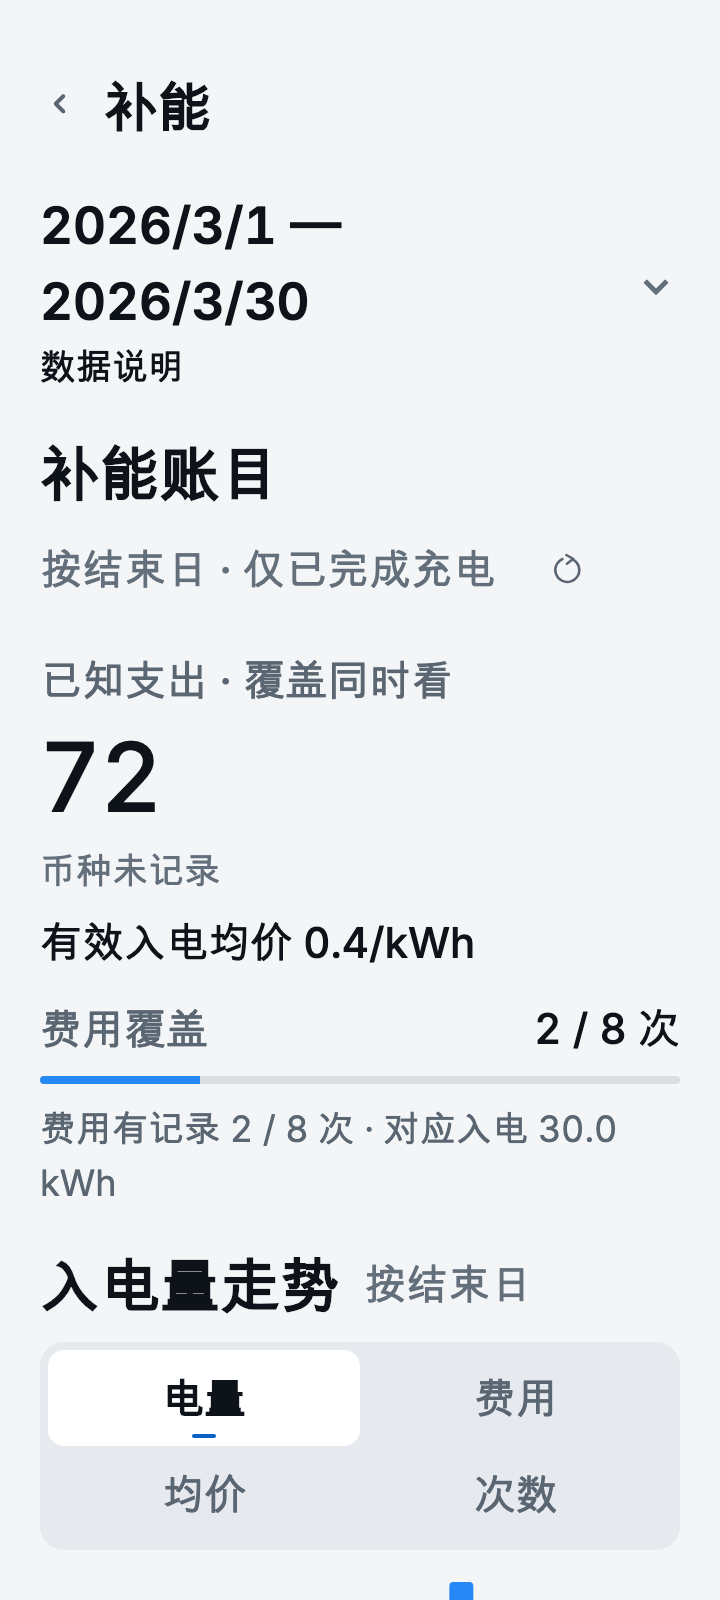 补能
2026/3/1 —
2026/3/30
数据说明
补能账目
按结束日 · 仅已完成充电
已知支出 · 覆盖同时看
72
币种未记录
有效入电均价 0.4/kWh
费用覆盖 2 / 8 次
费用有记录 2 / 8 次 · 对应入电 30.0
kWh
入电量走势 按结束日
电量 费用
均价 次数